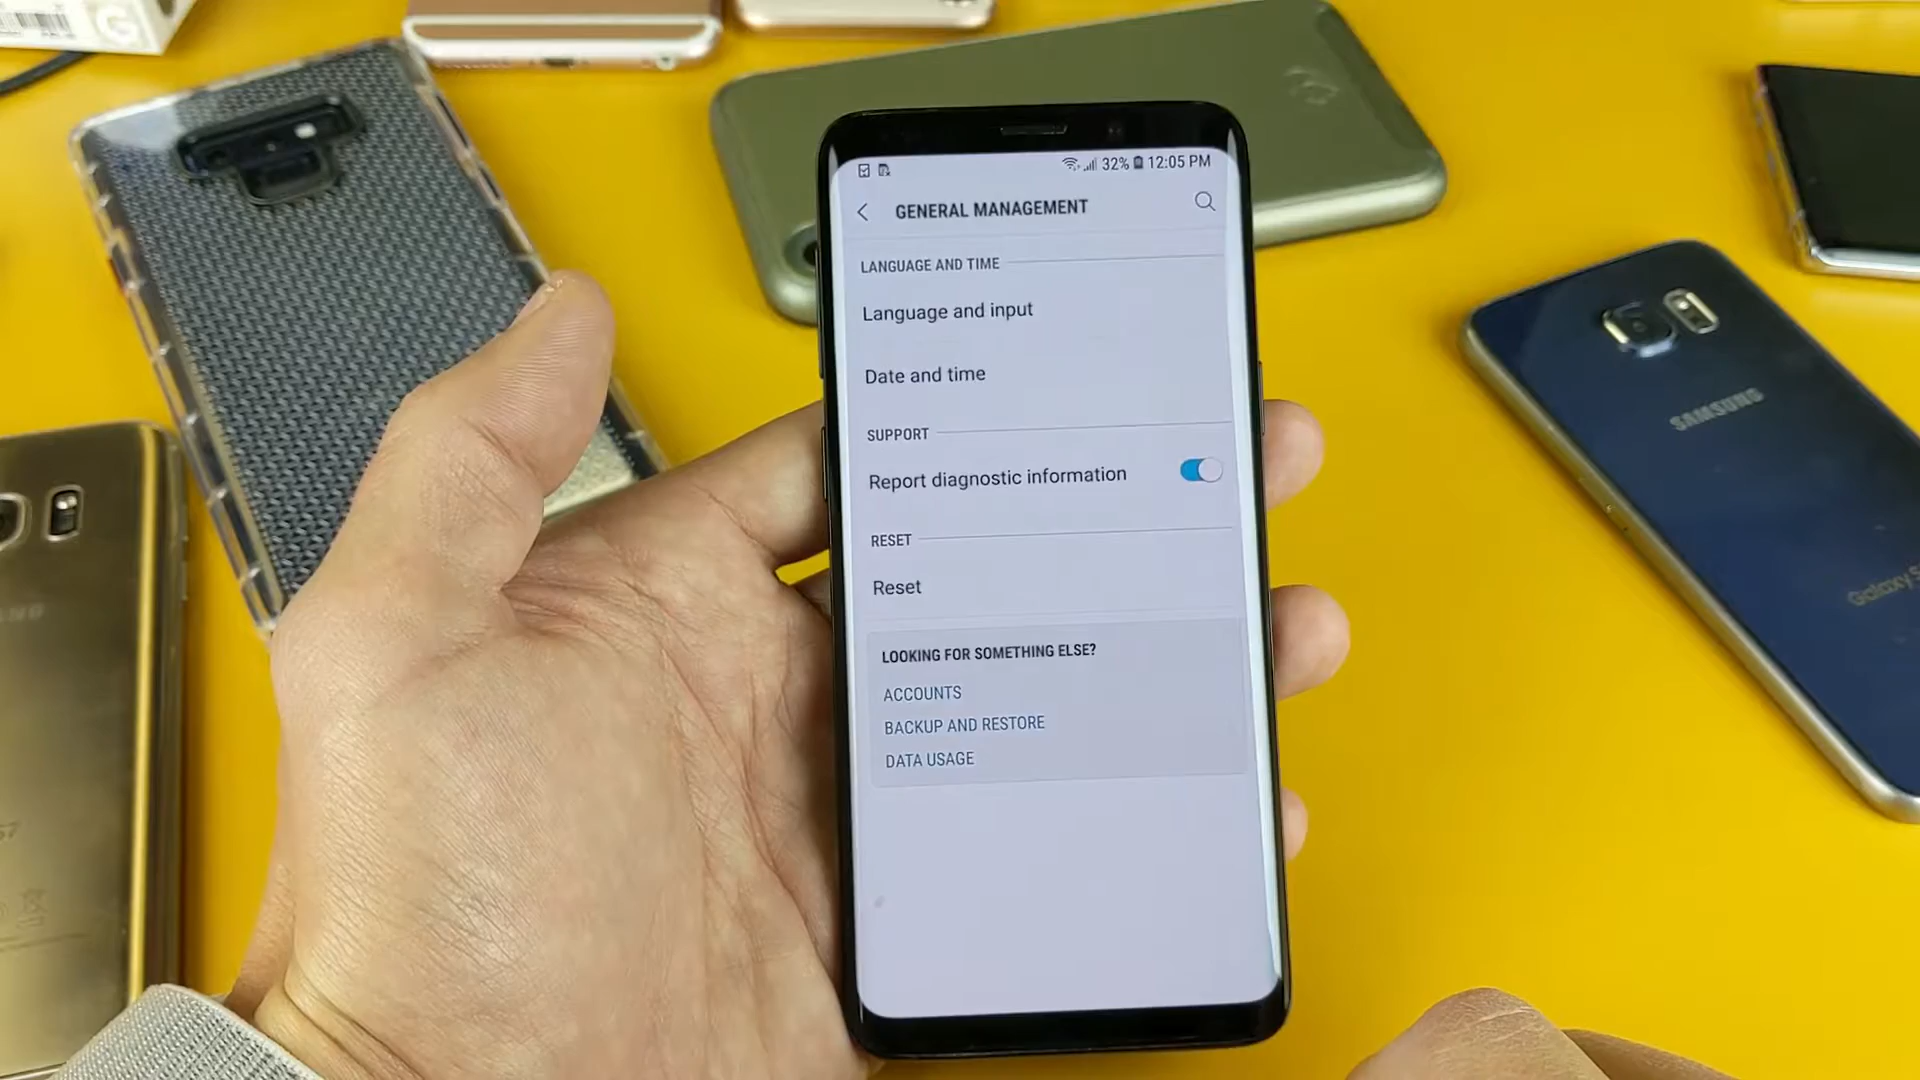 G
32% 12:05 PM
GENERAL MANAGEMENT
LANGUAGE AND TIME
Language and input
Date and time
SUPPORT
Report diagnostic information
RESET
Reset
LOOKING FOR SOMETHING ELSE?
ACCOUNTS
BACKUP AND RESTORE
DATA USAGE
SAMSUNG
Galaxy S